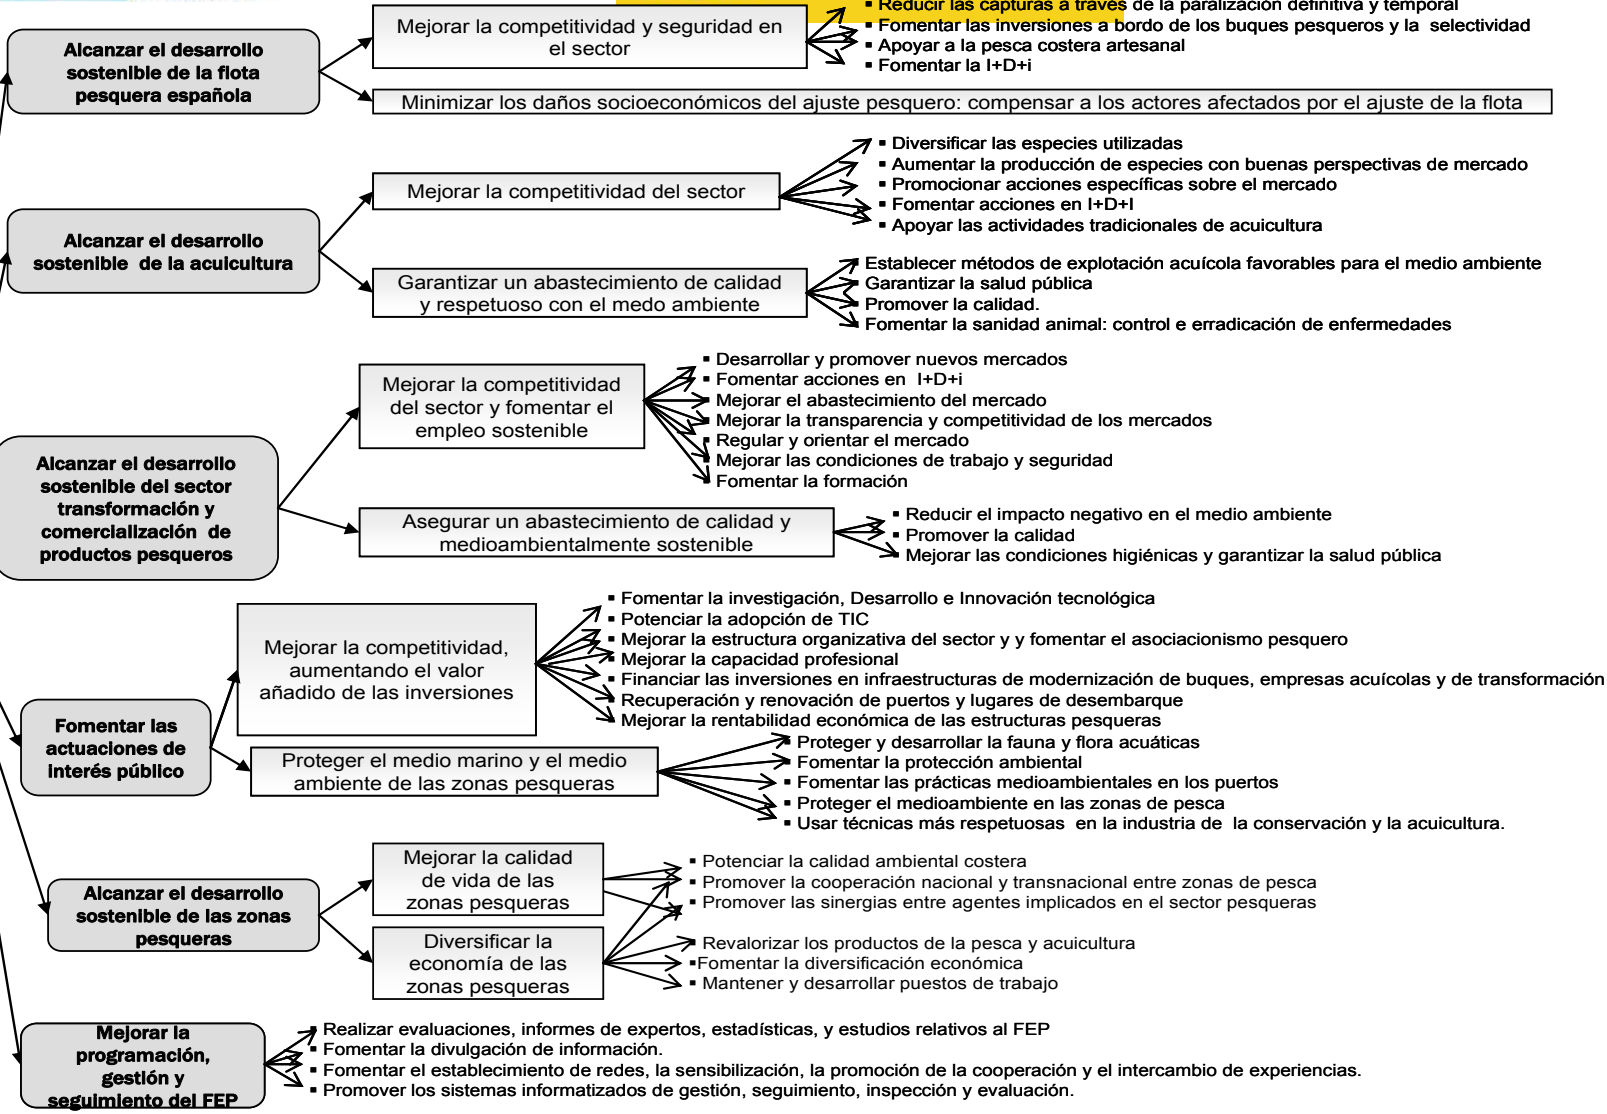 ▪ Reducir las capturas a través de la paralización definitiva y temporal
▪ Fomentar las inversiones a bordo de los buques pesqueros y la selectividad
▪ Apoyar a la pesca costera artesanal
▪ Fomentar la I+D+i
Mejorar la competitividad y seguridad en
el sector
Alcanzar el desarrollo
sostenible de la flota
pesquera española
Minimizar los daños socioeconómicos del ajuste pesquero: compensar a los actores afectados por el ajuste de la flota
▪ Diversificar las especies utilizadas
▪ Aumentar la producción de especies con buenas perspectivas de mercado
▪ Promocionar acciones específicas sobre el mercado
▪ Fomentar acciones en I+D+I
▪ Apoyar las actividades tradicionales de acuicultura
Mejorar la competitividad del sector
Alcanzar el desarrollo
sostenible de la acuicultura
Garantizar un abastecimiento de calidad
y respetuoso con el medo ambiente
▪ Establecer métodos de explotación acuícola favorables para el medio ambiente
▪ Garantizar la salud pública
▪ Promover la calidad.
▪ Fomentar la sanidad animal: control e erradicación de enfermedades
Mejorar la competitividad
del sector y fomentar el
empleo sostenible
▪ Desarrollar y promover nuevos mercados
▪ Fomentar acciones en I+D+i
▪ Mejorar el abastecimiento del mercado
▪ Mejorar la transparencia y competitividad de los mercados
▪ Regular y orientar el mercado
▪ Mejorar las condiciones de trabajo y seguridad
▪ Fomentar la formación
Alcanzar el desarrollo
sostenible del sector
transformación y
comercialización de
productos pesqueros
Asegurar un abastecimiento de calidad y
medioambientalmente sostenible
▪ Reducir el impacto negativo en el medio ambiente
▪ Promover la calidad
▪ Mejorar las condiciones higiénicas y garantizar la salud pública
Mejorar la competitividad,
aumentando el valor
añadido de las inversiones
▪ Fomentar la investigación, Desarrollo e Innovación tecnológica
▪ Potenciar la adopción de TIC
▪ Mejorar la estructura organizativa del sector y y fomentar el asociacionismo pesquero
▪ Mejorar la capacidad profesional
▪ Financiar las inversiones en infraestructuras de modernización de buques, empresas acuícolas y de transformación
▪ Recuperación y renovación de puertos y lugares de desembarque
▪ Mejorar la rentabilidad económica de las estructuras pesqueras
Fomentar las
actuaciones de
interés público
Proteger el medio marino y el medio
ambiente de las zonas pesqueras
▪ Proteger y desarrollar la fauna y flora acuáticas
▪ Fomentar la protección ambiental
▪ Fomentar las prácticas medioambientales en los puertos
▪ Proteger el medioambiente en las zonas de pesca
▪ Usar técnicas más respetuosas en la industria de la conservación y la acuicultura.
Mejorar la calidad
de vida de las
zonas pesqueras
▪ Potenciar la calidad ambiental costera
▪ Promover la cooperación nacional y transnacional entre zonas de pesca
▪ Promover las sinergias entre agentes implicados en el sector pesqueras
Alcanzar el desarrollo
sostenible de las zonas
pesqueras
Diversificar la
economía de las
zonas pesqueras
▪ Revalorizar los productos de la pesca y acuicultura
▪Fomentar la diversificación económica
▪ Mantener y desarrollar puestos de trabajo
Mejorar la
programación,
gestión y
seguimiento del FEP
▪ Realizar evaluaciones, informes de expertos, estadísticas, y estudios relativos al FEP
▪ Fomentar la divulgación de información.
▪ Fomentar el establecimiento de redes, la sensibilización, la promoción de la cooperación y el intercambio de experiencias.
▪ Promover los sistemas informatizados de gestión, seguimiento, inspección y evaluación.